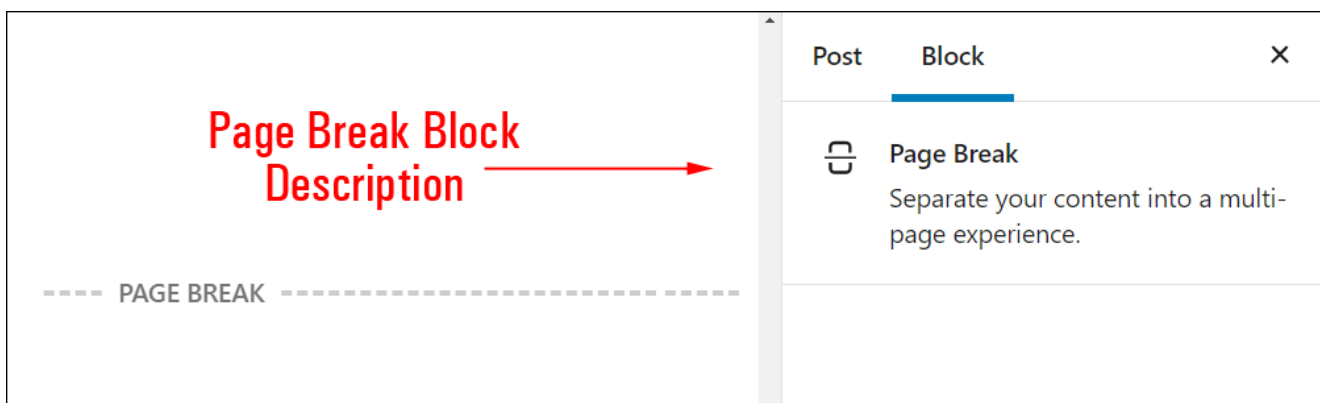 Page Break Block
Description
PAGE BREAK
Post Block
Page Break
Separate your content into a multi-
page experience.